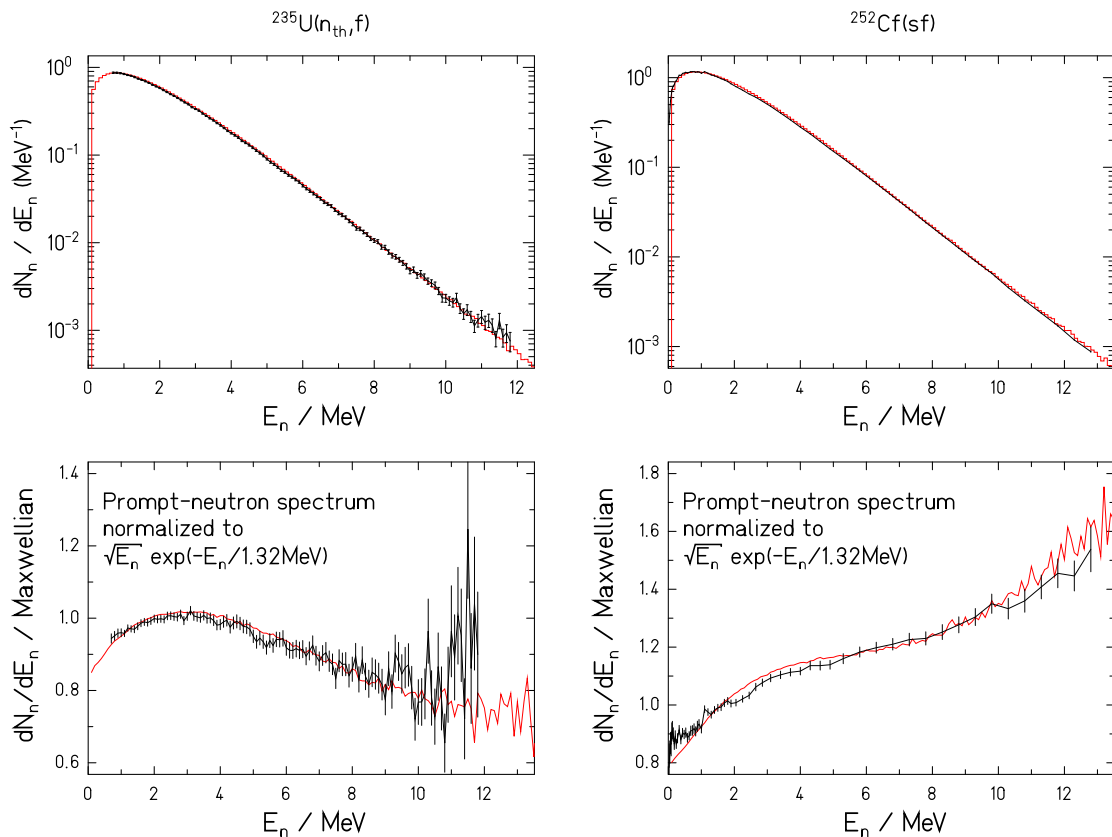 ²³⁵U(nₜₕ,f)
10⁰
10⁻¹
10⁻²
10⁻³
dNₙ / dEₙ (MeV⁻¹)
0 2 4 6 8 10 12
Eₙ / MeV
²⁵²Cf(sf)
10⁰
10⁻¹
10⁻²
10⁻³
dNₙ / dEₙ (MeV⁻¹)
0 2 4 6 8 10 12
Eₙ / MeV
1.4
1.2
1.0
0.8
0.6
dNₙ/dEₙ / Maxwellian
Prompt-neutron spectrum
normalized to
√Eₙ exp(-Eₙ/1.32MeV)
0 2 4 6 8 10 12
Eₙ / MeV
1.8
1.6
1.4
1.2
1.0
0.8
dNₙ/dEₙ / Maxwellian
Prompt-neutron spectrum
normalized to
√Eₙ exp(-Eₙ/1.32MeV)
0 2 4 6 8 10 12
Eₙ / MeV